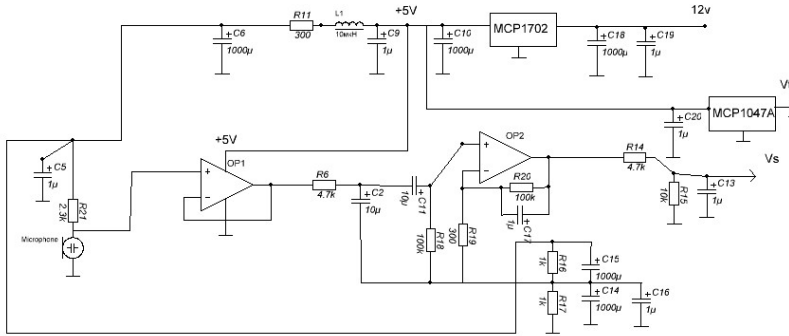 +5V
12v
R11
300
L1
10мкН
C6
1000µ
C9
1µ
C10
1000µ
MCP1702
C18
1000µ
C19
1µ
C20
1µ
MCP1047A
C5
1µ
R21
2.3k
Microphone
+5V
OP1
R6
4.7k
C2
10µ
C11
10µ
R18
100k
OP2
R19
300
R20
100k
C17
1µ
R14
4.7k
R15
10k
C13
1µ
Vs
R16
1k
C15
1000µ
R17
1k
C14
1000µ
C16
1µ